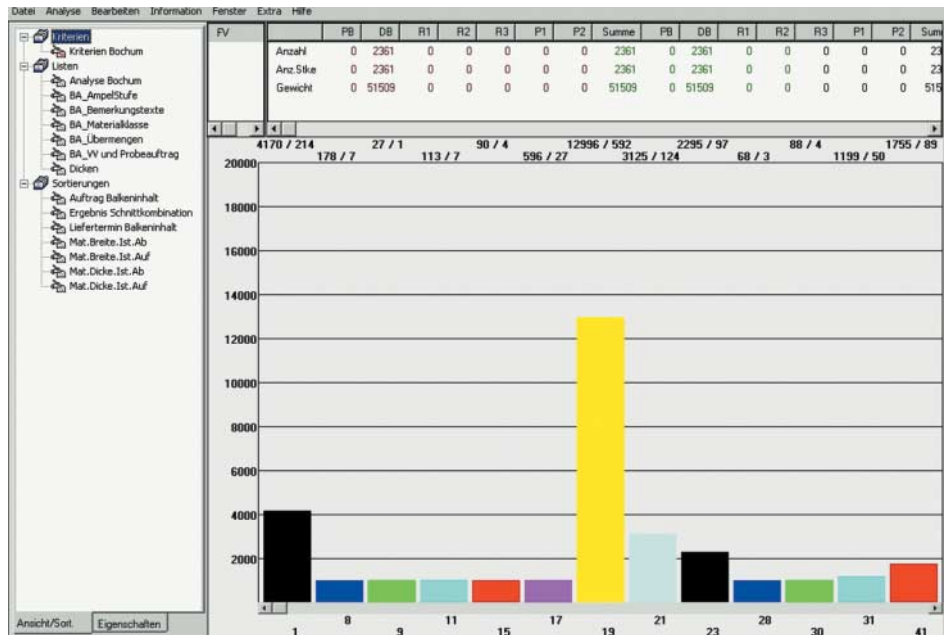 Datei Analyse Bearbeiten Information Fenster Extra Hilfe
Kriterien
Kriterien Bochum
Listen
Analyse Bochum
BA_AmpelStufe
BA_Bemerkungstexte
BA_Materialklasse
BA_Übermengen
BA_VV und Probeauftrag
Dicken
Sortierungen
Auftrag Balkeninhalt
Ergebnis Schnittkombination
Liefertermin Balkeninhalt
Mat.Breite.Ist.Ab
Mat.Breite.Ist.Auf
Mat.Dicke.Ist.Ab
Mat.Dicke.Ist.Auf
Ansicht/Sort. Eigenschaften
FV PB DB R1 R2 R3 P1 P2 Summe PB DB R1 R2 R3 P1 P2 Sum
Anzahl 0 2361 0 0 0 0 0 2361 0 2361 0 0 0 0 0 23
Anz.Stke 0 2361 0 0 0 0 0 2361 0 2361 0 0 0 0 0 23
Gewicht 0 51509 0 0 0 0 0 51509 0 51509 0 0 0 0 0 515
4170 / 214 27 / 1 90 / 4 12996 / 592 2295 / 97 88 / 4 1755 / 89
178 / 7 113 / 7 596 / 27 3125 / 124 68 / 3 1199 / 50
20000
18000
16000
14000
12000
10000
8000
6000
4000
2000
8 11 17 21 28 31
1 9 15 19 23 30 41